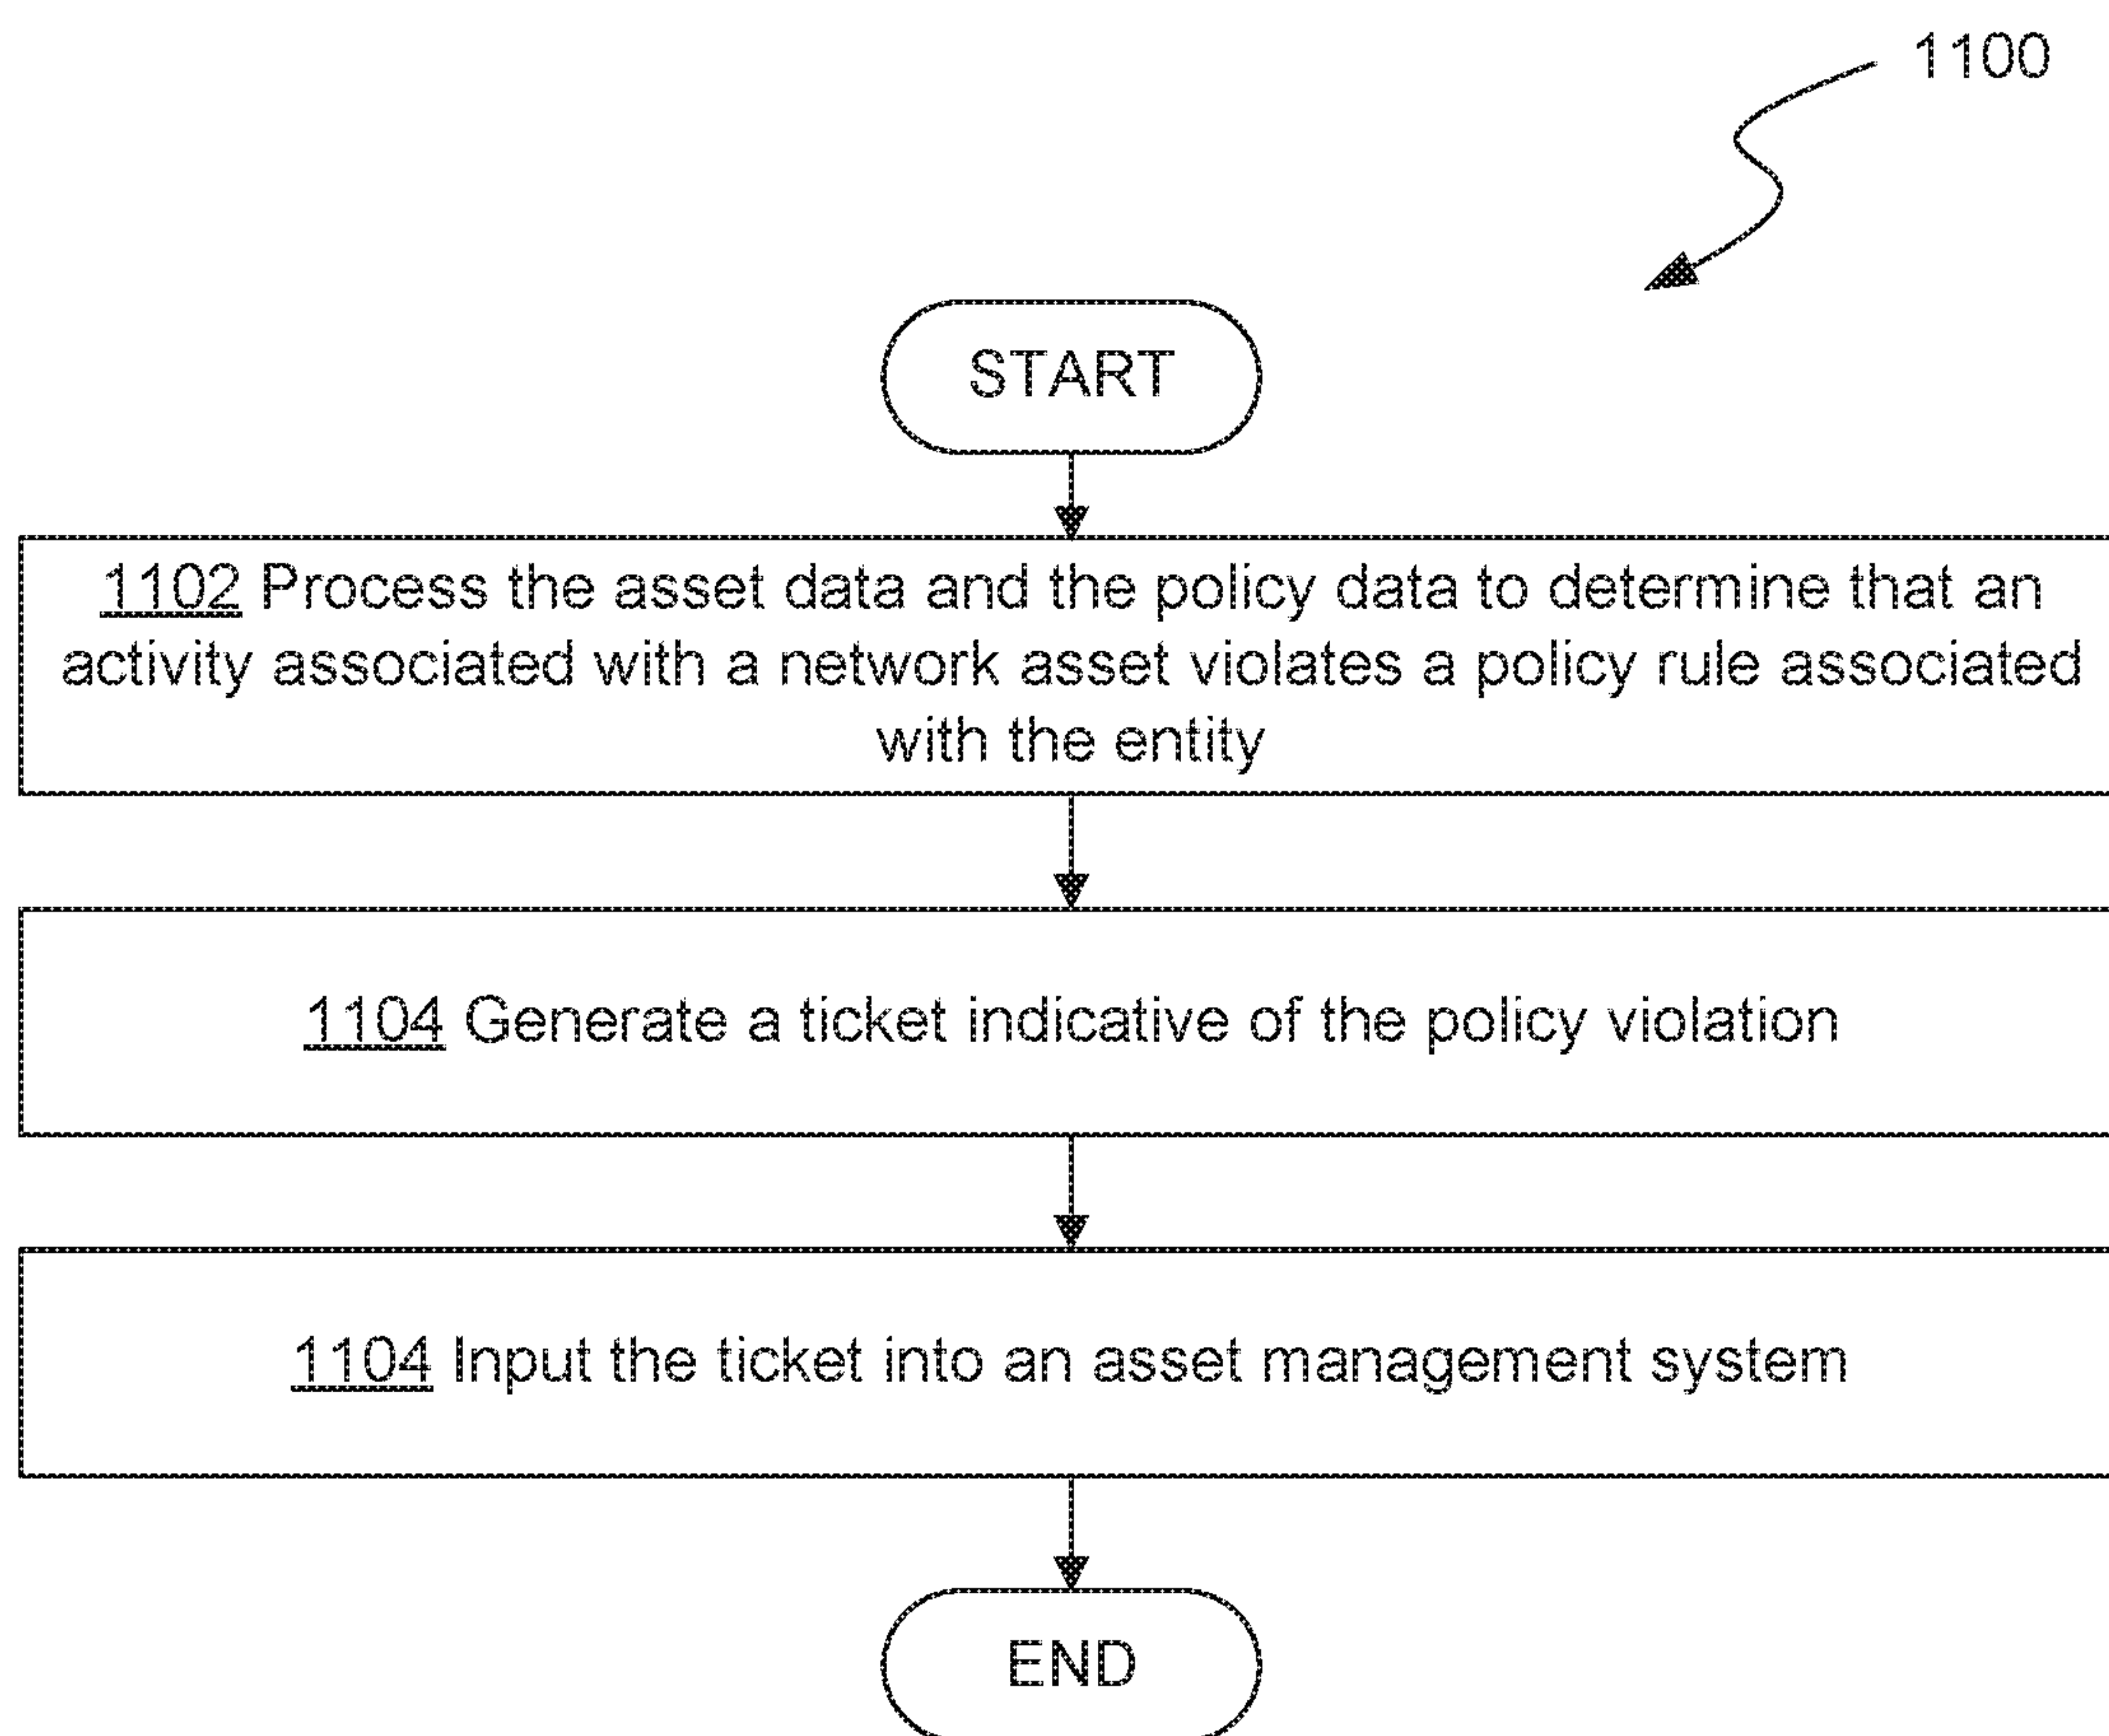 1100
START
1102 Process the asset data and the policy data to determine that an
activity associated with a network asset violates a policy rule associated
with the entity
1104 Generate a ticket indicative of the policy violation
1104 Input the ticket into an asset management system
END